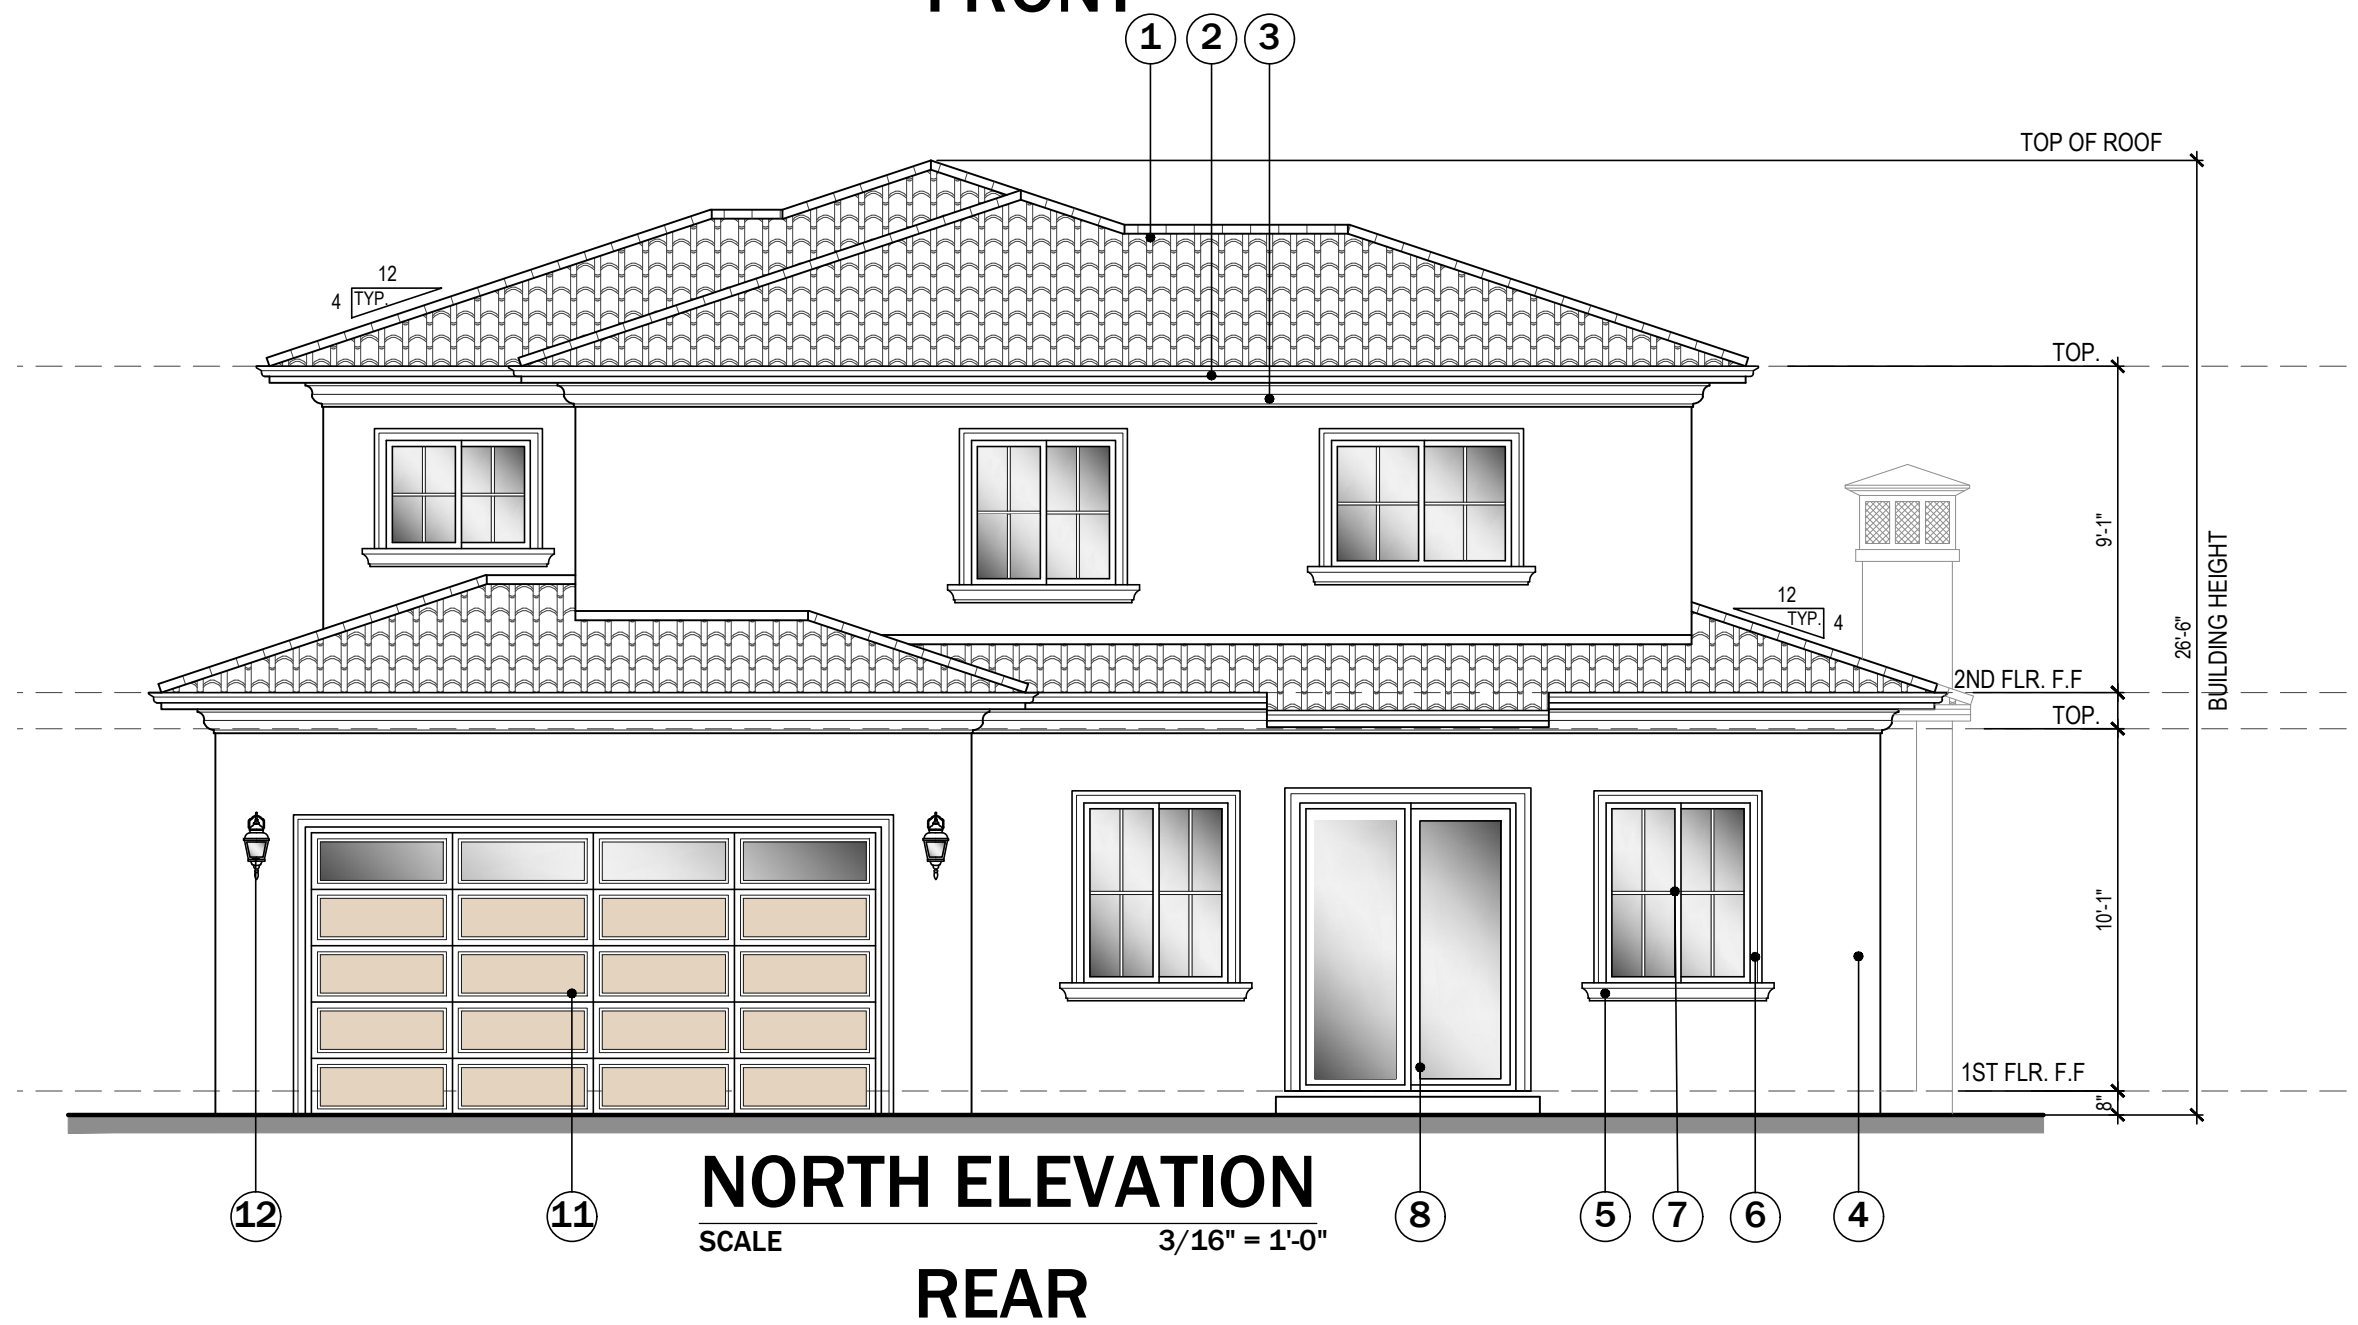 FRONT
1 2 3
TOP OF ROOF
12
4 TYP.
TOP.
9'-1"
BUILDING HEIGHT
26'-6"
12
TYP. 4
2ND FLR. F.F
TOP.
10'-1"
1ST FLR. F.F
8"
12 11 8 5 7 6 4
NORTH ELEVATION
SCALE 3/16" = 1'-0"
REAR